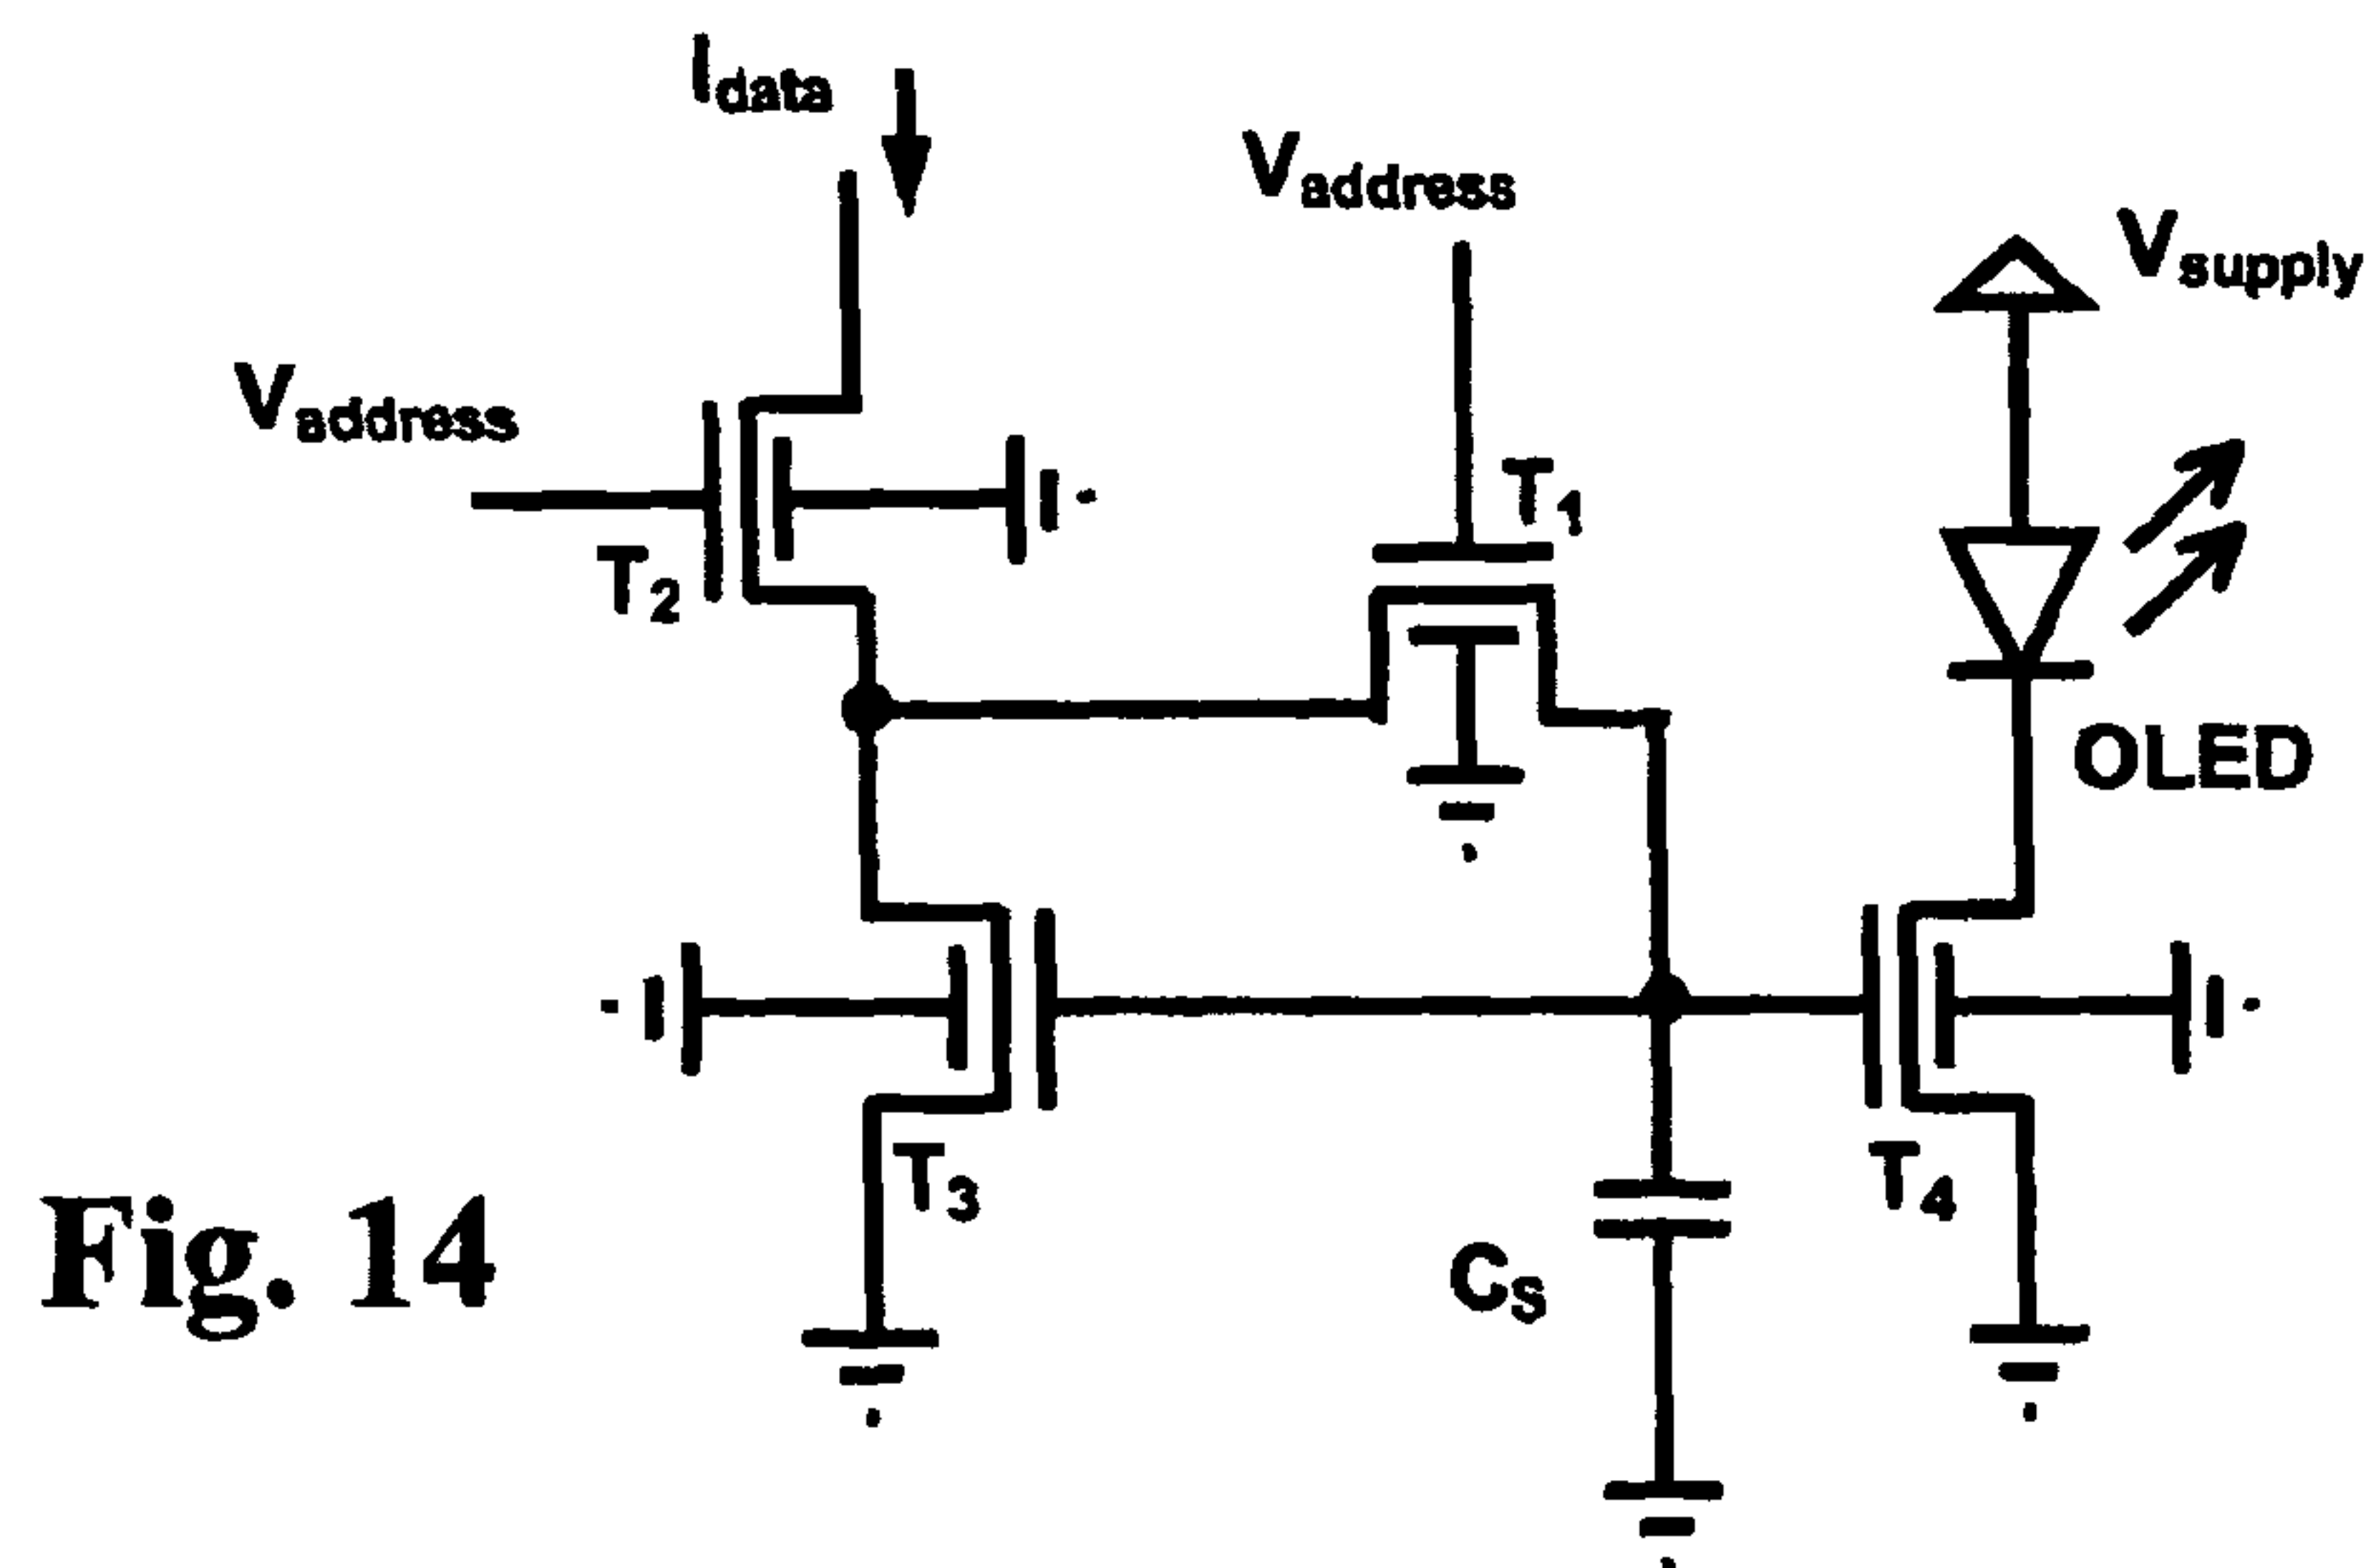 Idata
Vaddress
Vsupply
Vaddress
T1
T2
OLED
T3
T4
Cs
Fig. 14